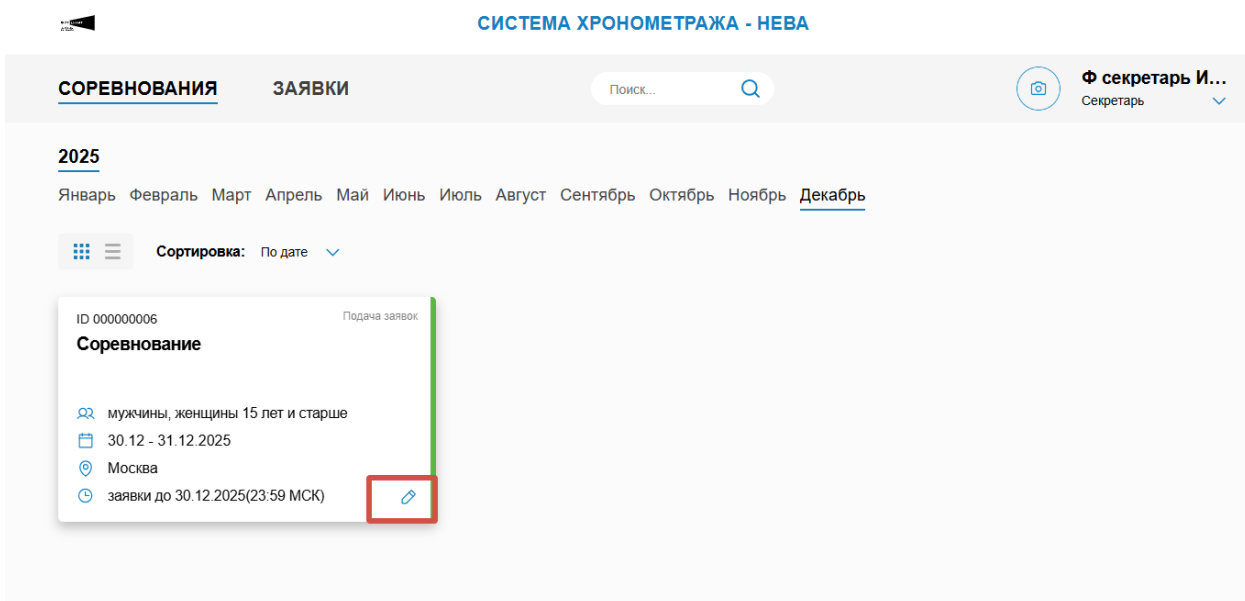 СИСТЕМА ХРОНОМЕТРАЖА - НЕВА
СОРЕВНОВАНИЯ ЗАЯВКИ Поиск... Ф секретарь И...
Секретарь
2025
Январь Февраль Март Апрель Май Июнь Июль Август Сентябрь Октябрь Ноябрь Декабрь
Сортировка: По дате
ID 000000006 Подача заявок
Соревнование
мужчины, женщины 15 лет и старше
30.12 - 31.12.2025
Москва
заявки до 30.12.2025(23:59 МСК)